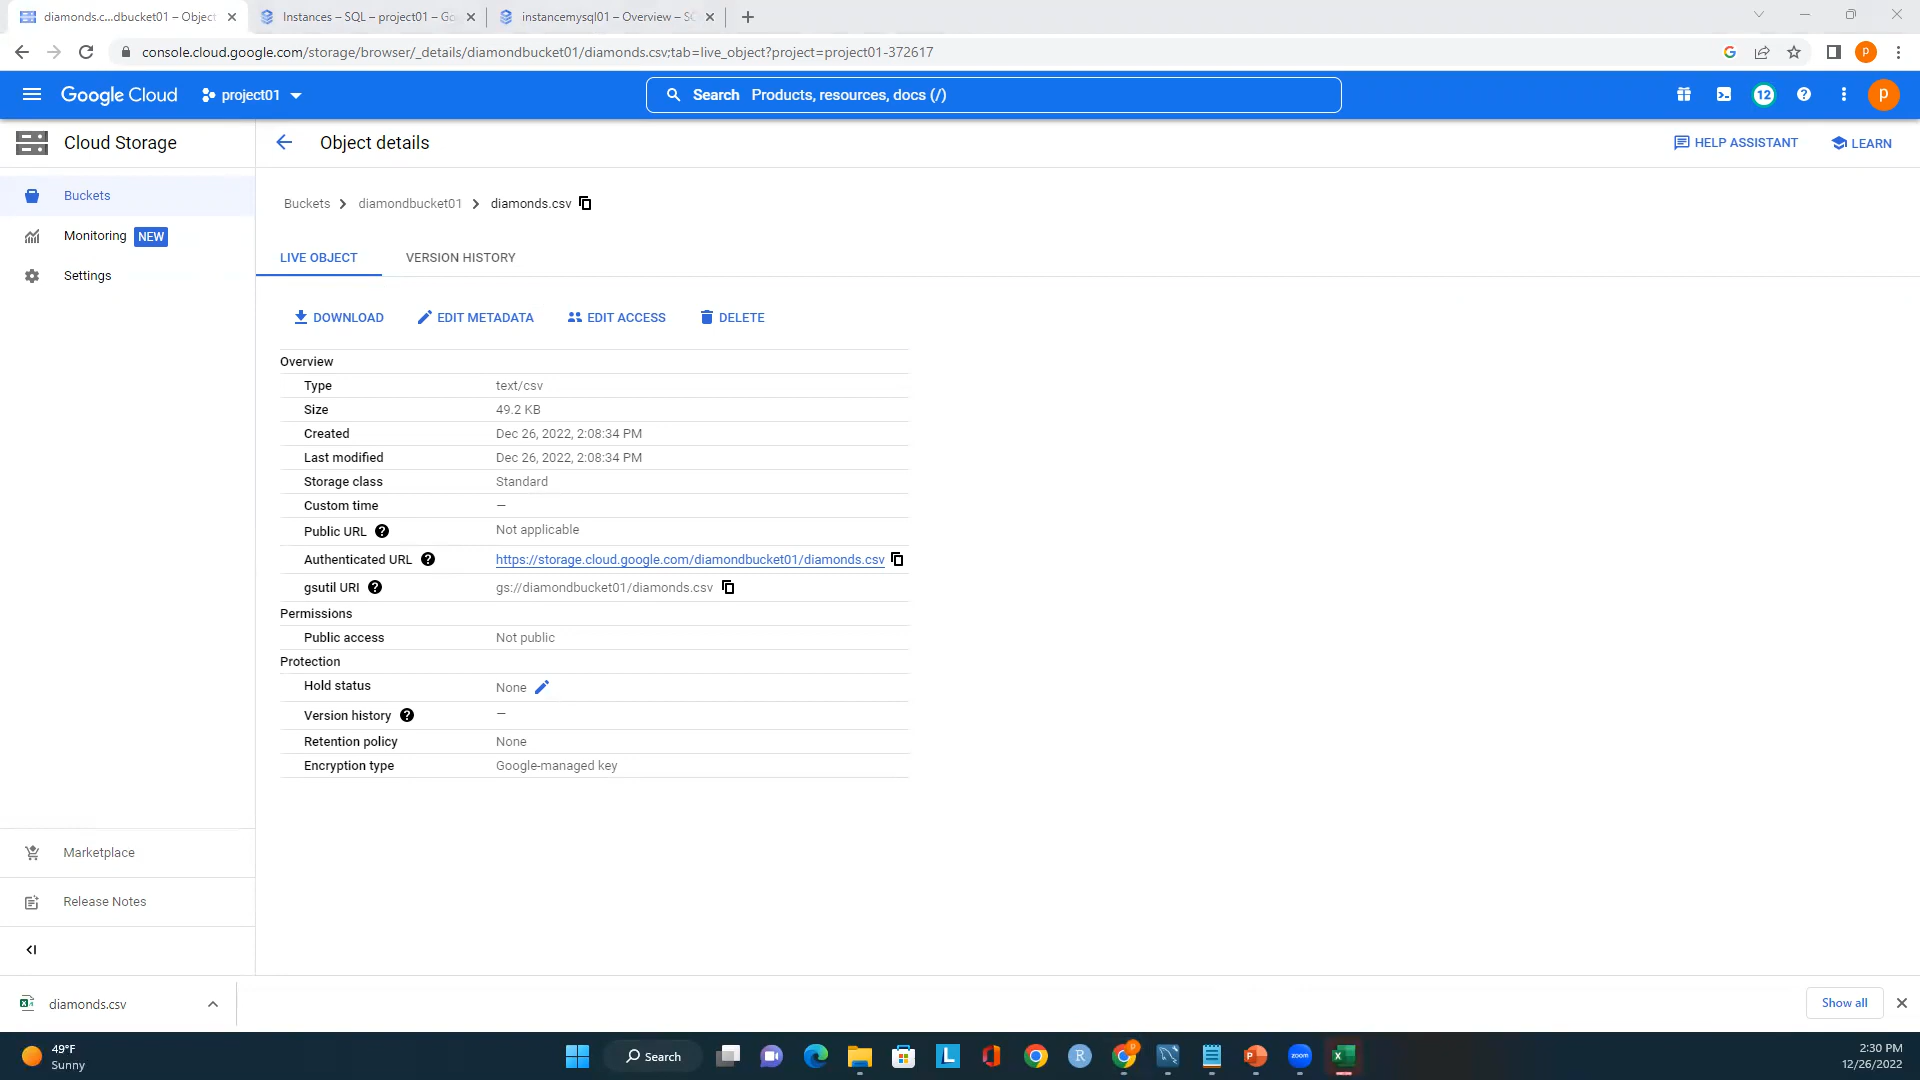 diamonds.c...dbucket01 – Object
Instances – SQL – project01 – Go
instancemysql01 – Overview – SC
console.cloud.google.com/storage/browser/_details/diamondbucket01/diamonds.csv;tab=live_object?project=project01-372617
P
Google Cloud
project01
Search Products, resources, docs (/)
12
P
Cloud Storage
Object details
HELP ASSISTANT
LEARN
Buckets
Monitoring NEW
Settings
Buckets
diamondbucket01
diamonds.csv
LIVE OBJECT
VERSION HISTORY
DOWNLOAD
EDIT METADATA
EDIT ACCESS
DELETE
Overview
Type text/csv
Size 49.2 KB
Created Dec 26, 2022, 2:08:34 PM
Last modified Dec 26, 2022, 2:08:34 PM
Storage class Standard
Custom time —
Public URL Not applicable
Authenticated URL https://storage.cloud.google.com/diamondbucket01/diamonds.csv
gsutil URI gs://diamondbucket01/diamonds.csv
Permissions
Public access Not public
Protection
Hold status None
Version history —
Retention policy None
Encryption type Google-managed key
Marketplace
Release Notes
diamonds.csv
Show all
49°F
Sunny
Search
L
R
P
zoom
X
2:30 PM
12/26/2022